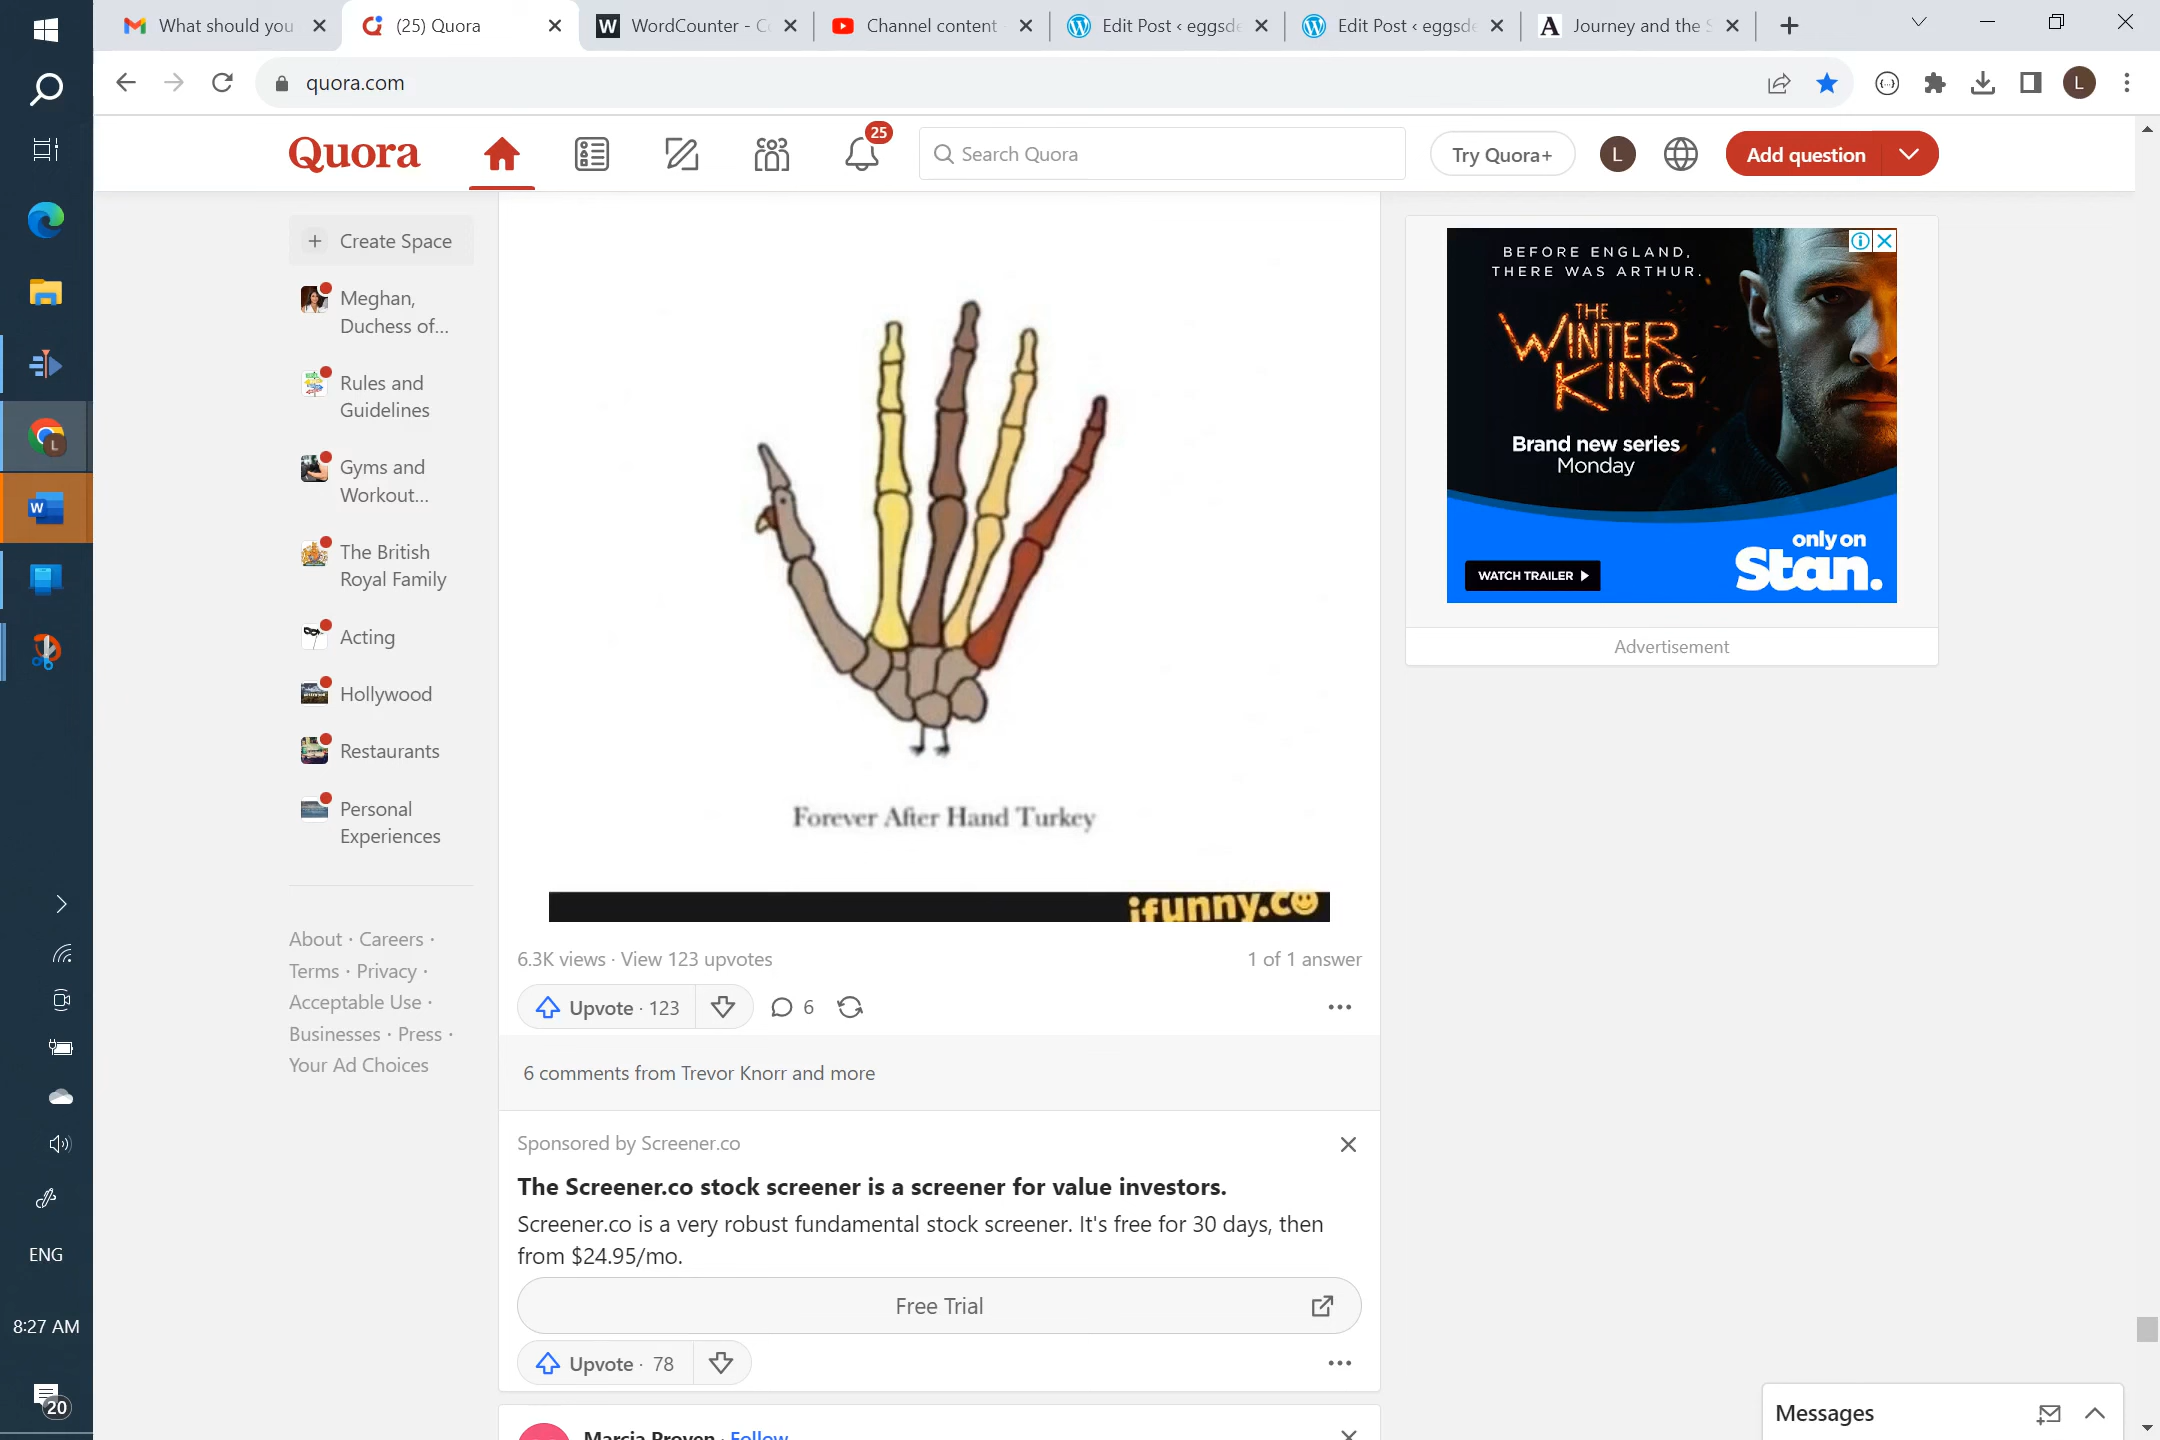 What should you
(25) Quora
W WordCounter - Co
Channel content
Edit Post ‹ eggsde
Edit Post ‹ eggsde
A Journey and the S
quora.com
L
Quora
25
Search Quora
Try Quora+
L
Add question
Create Space
Meghan,
Duchess of...
Rules and
Guidelines
Gyms and
Workout...
The British
Royal Family
Acting
Hollywood
Restaurants
Personal
Experiences
About · Careers ·
Terms · Privacy ·
Acceptable Use ·
Businesses · Press ·
Your Ad Choices
Forever After Hand Turkey
ifunny.co
6.3K views · View 123 upvotes
1 of 1 answer
Upvote · 123
6
6 comments from Trevor Knorr and more
Sponsored by Screener.co
The Screener.co stock screener is a screener for value investors.
Screener.co is a very robust fundamental stock screener. It's free for 30 days, then
from $24.95/mo.
Free Trial
Upvote · 78
Marcia Proven · Follow
BEFORE ENGLAND,
THERE WAS ARTHUR.
THE
WINTER
KING
Brand new series
Monday
WATCH TRAILER
only on
Stan.
Advertisement
Messages
L
W
ENG
8:27 AM
20